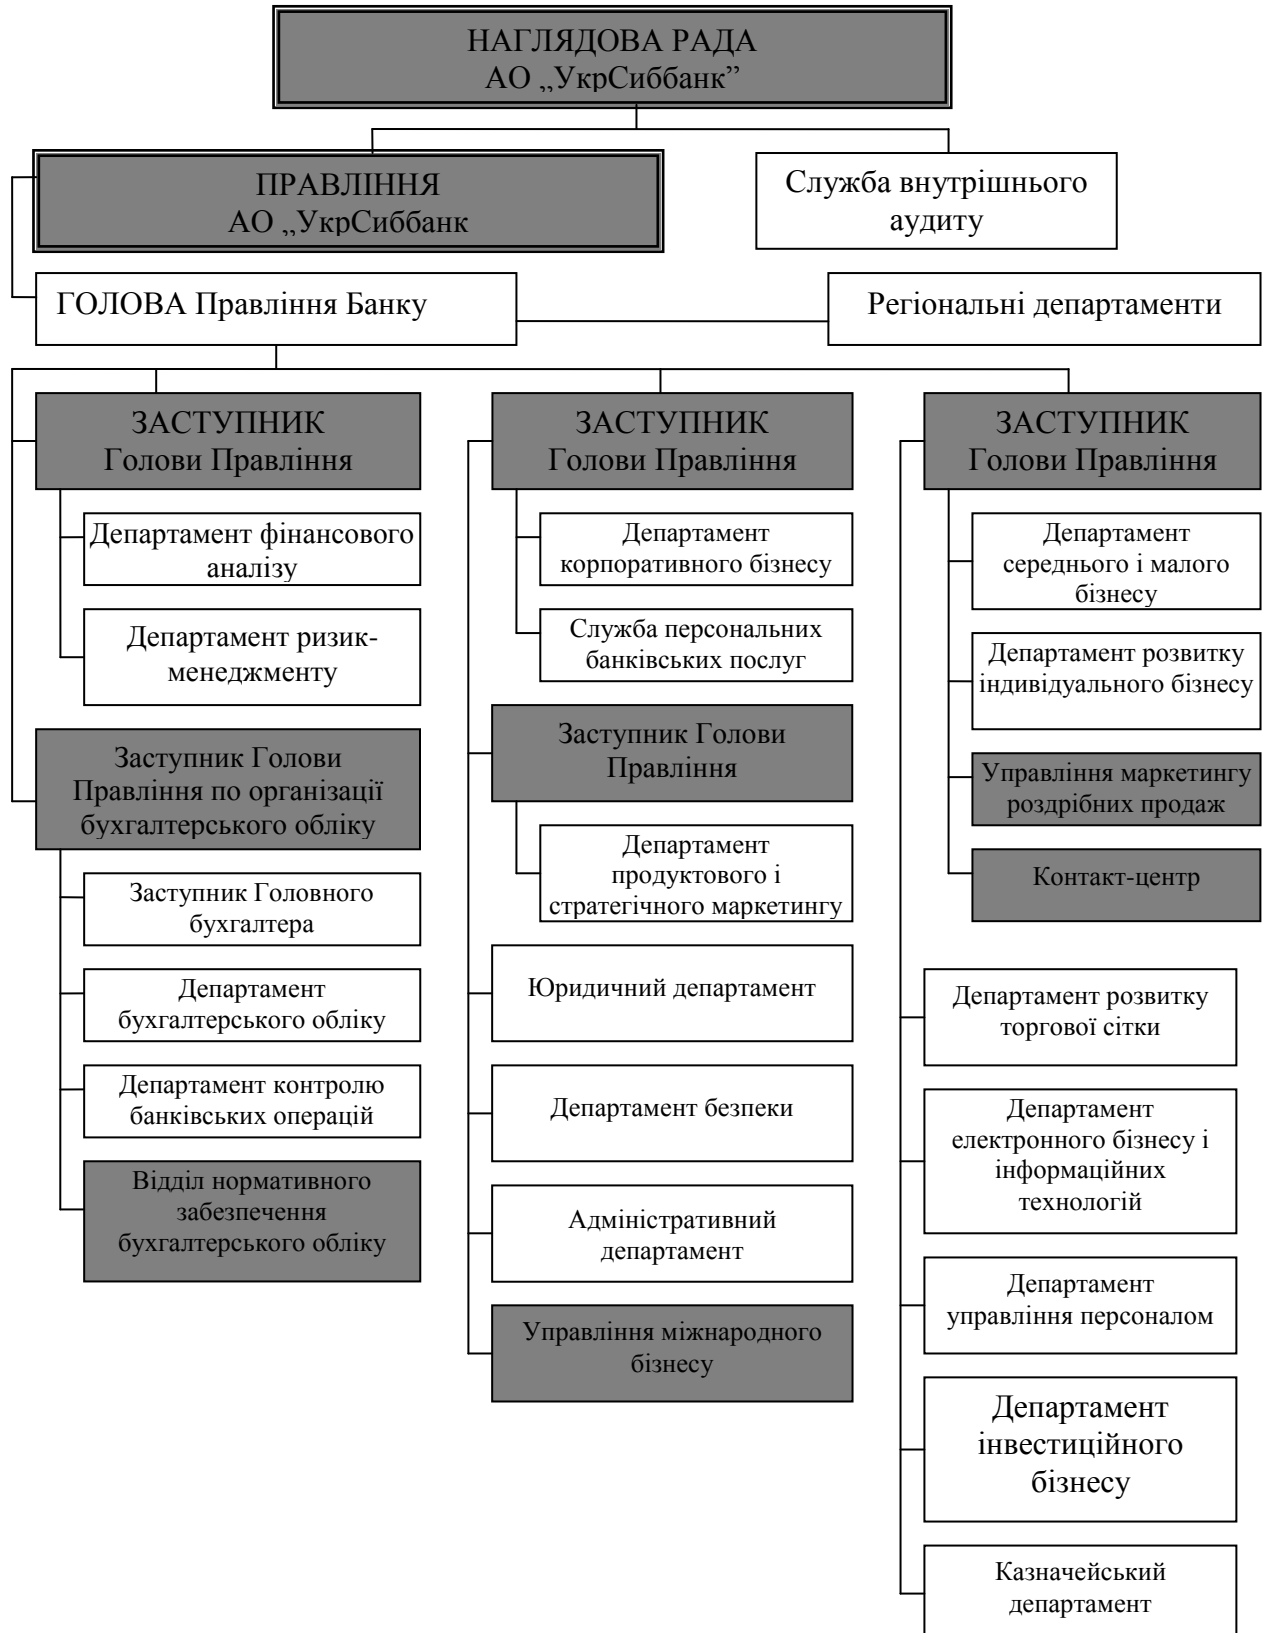 НАГЛЯДОВА РАДА
АО „УкрСиббанк”
ПРАВЛІННЯ
АО „УкрСиббанк
Служба внутрішнього
аудиту
ГОЛОВА Правління Банку
Регіональні департаменти
ЗАСТУПНИК
Голови Правління
Департамент фінансового
аналізу
Департамент ризик-
менеджменту
Заступник Голови
Правління по організації
бухгалтерського обліку
Заступник Головного
бухгалтера
Департамент
бухгалтерського обліку
Департамент контролю
банківських операцій
Відділ нормативного
забезпечення
бухгалтерського обліку
ЗАСТУПНИК
Голови Правління
Департамент
корпоративного бізнесу
Служба персональних
банківських послуг
Заступник Голови
Правління
Департамент
продуктового і
стратегічного маркетингу
Юридичний департамент
Департамент безпеки
Адміністративний
департамент
Управління міжнародного
бізнесу
ЗАСТУПНИК
Голови Правління
Департамент
середнього і малого
бізнесу
Департамент розвитку
індивідуального бізнесу
Управління маркетингу
роздрібних продаж
Контакт-центр
Департамент розвитку
торгової сітки
Департамент
електронного бізнесу і
інформаційних
технологій
Департамент
управління персоналом
Департамент
інвестиційного
бізнесу
Казначейський
департамент